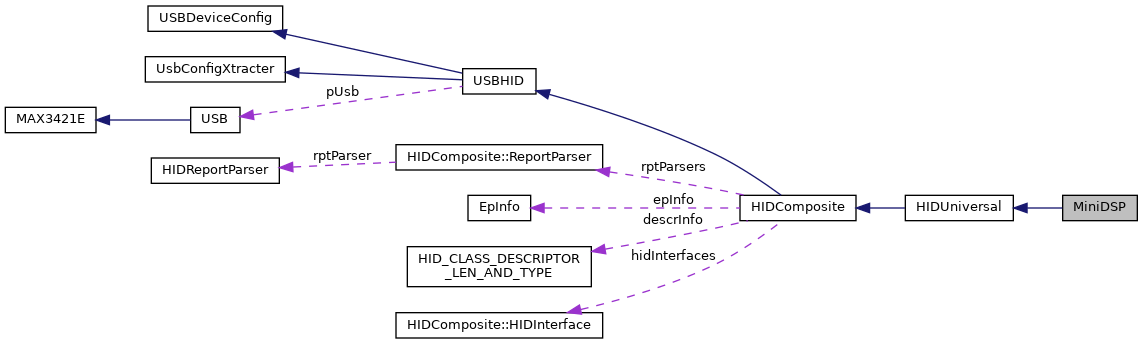 USBDeviceConfig
UsbConfigXtracter
USBHID
pUsb
MAX3421E
USB
HIDComposite::ReportParser
rptParser
HIDReportParser
rptParsers
epInfo
EpInfo
HIDComposite
HIDUniversal
MiniDSP
descrInfo
HID_CLASS_DESCRIPTOR
_LEN_AND_TYPE
hidInterfaces
HIDComposite::HIDInterface